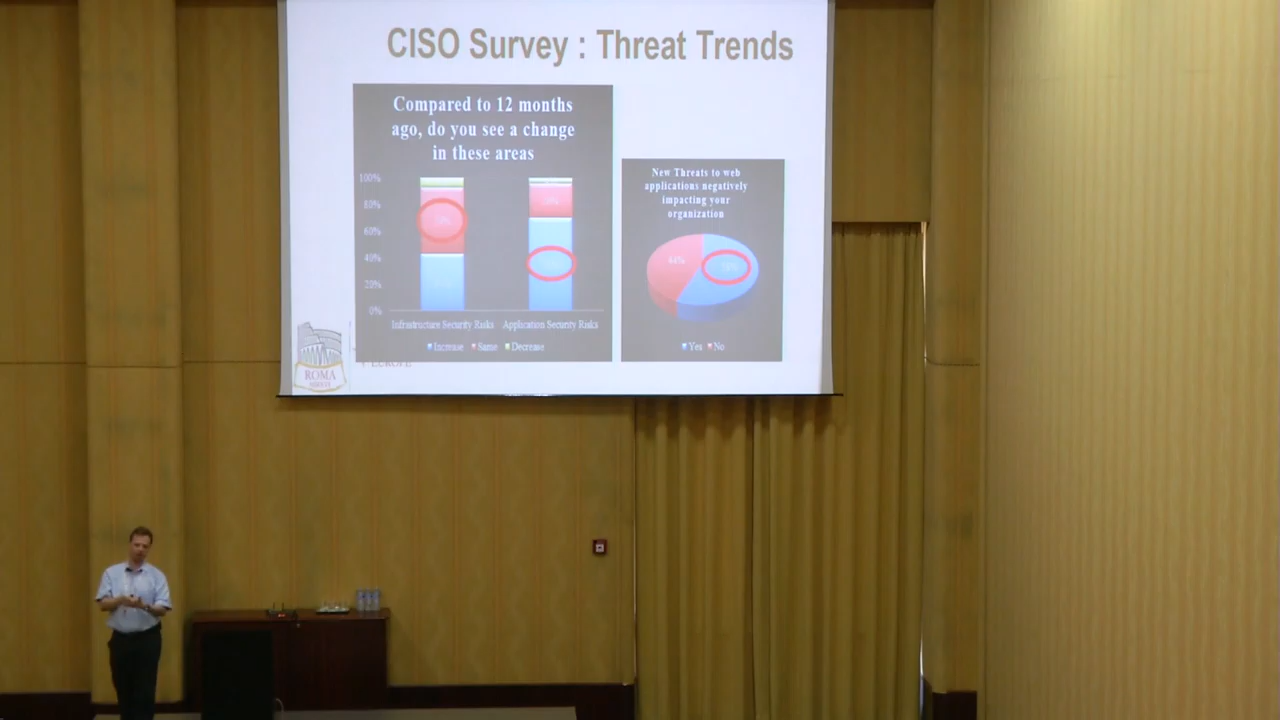 CISO Survey : Threat Trends
Compared to 12 months
ago, do you see a change
in these areas
100%
80%
60%
40%
20%
0%
Infrastructure Security Risks
Application Security Risks
Increase
Same
Decrease
New Threats to web
applications negatively
impacting your
organization
44%
Yes
No
ROMA
EUROPE